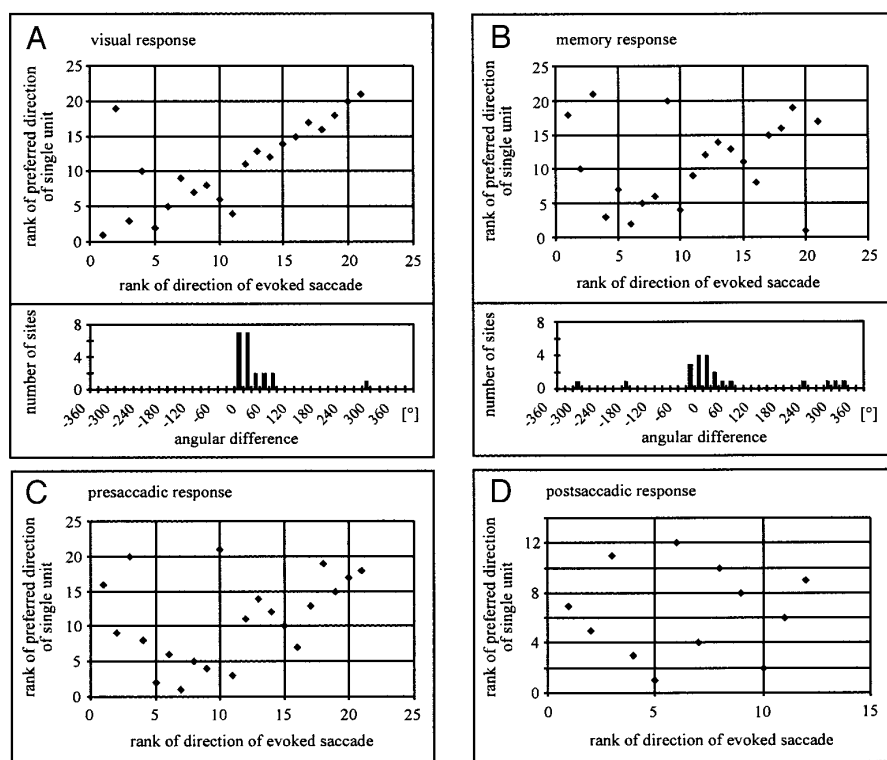 A visual response
25
20
15
10
5
0
rank of preferred direction
of single unit
0 5 10 15 20 25
rank of direction of evoked saccade
8
4
0
number of sites
-360 -300 -240 -180 -120 -60 0 60 120 180 240 300 360 [°]
angular difference
B memory response
25
20
15
10
5
0
rank of preferred direction
of single unit
0 5 10 15 20 25
rank of direction of evoked saccade
8
4
0
number of sites
-360 -300 -240 -180 -120 -60 0 60 120 180 240 300 360 [°]
angular difference
C presaccadic response
25
20
15
10
5
0
rank of preferred direction
of single unit
0 5 10 15 20 25
rank of direction of evoked saccade
D postsaccadic response
12
8
4
0
rank of preferred direction
of single unit
0 5 10 15
rank of direction of evoked saccade